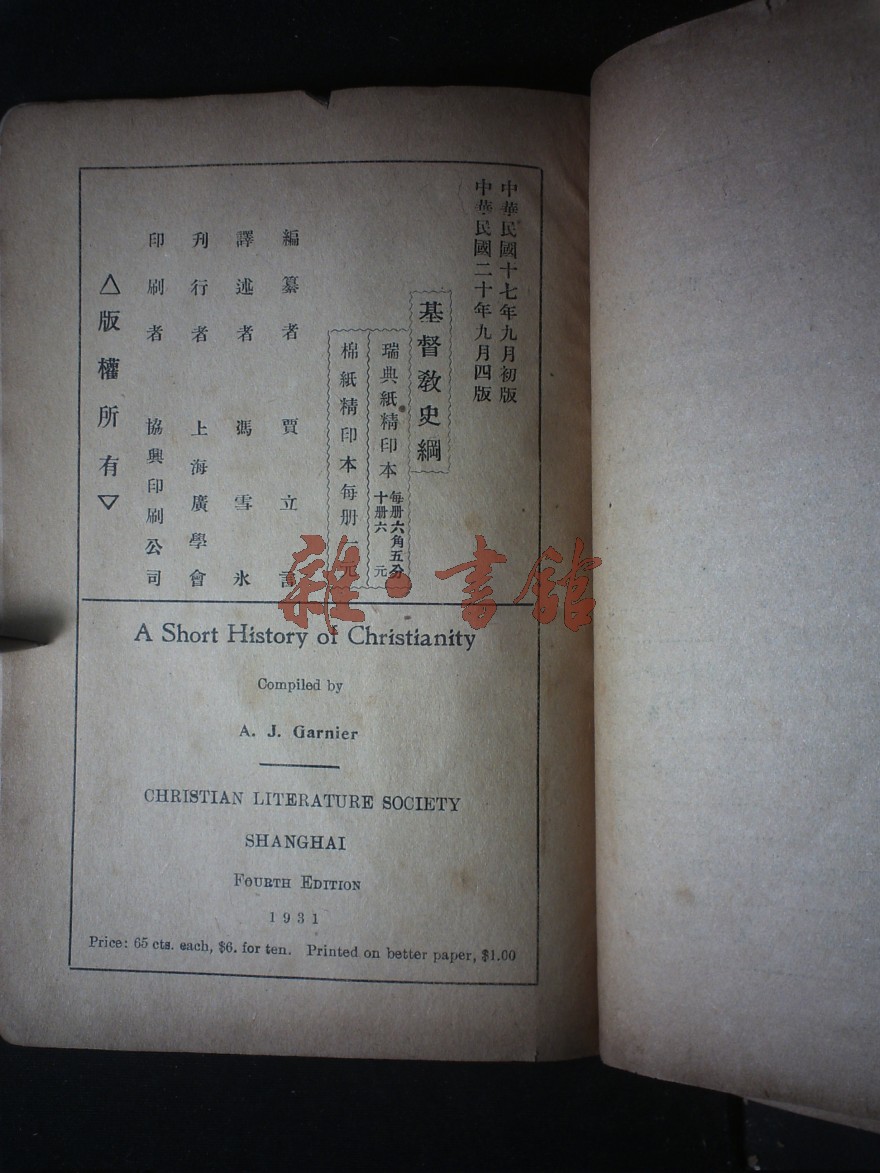 中華民國十七年九月初版
中華民國二十年九月四版
基督教史綱
瑞典紙精印本 每册六角五分 十册六元
棉紙精印本每册一元
編纂者 賈立言
譯述者 馮雪氷
刋行者 上海廣學會
印刷者 協興印刷公司
△版權所有▽
A Short History of Christianity
Compiled by
A. J. Garnier
CHRISTIAN LITERATURE SOCIETY
SHANGHAI
FOURTH EDITION
1931
Price: 65 cts. each, $6. for ten. Printed on better paper, $1.00
雜·書館